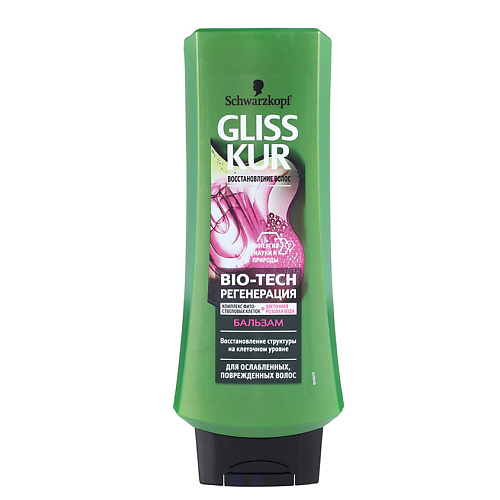 Schwarzkopf
GLISS
KUR
ВОССТАНОВЛЕНИЕ ВОЛОС
СИНЕРГИЯ
НАУКИ И
ПРИРОДЫ
BIO-TECH
РЕГЕНЕРАЦИЯ
КОМПЛЕКС ФИТО-
СТВОЛОВЫХ КЛЕТОК + ЦВЕТОЧНАЯ
РОЗОВАЯ ВОДА
БАЛЬЗАМ
Восстановление структуры
на клеточном уровне
ДЛЯ ОСЛАБЛЕННЫХ,
ПОВРЕЖДЕННЫХ ВОЛОС